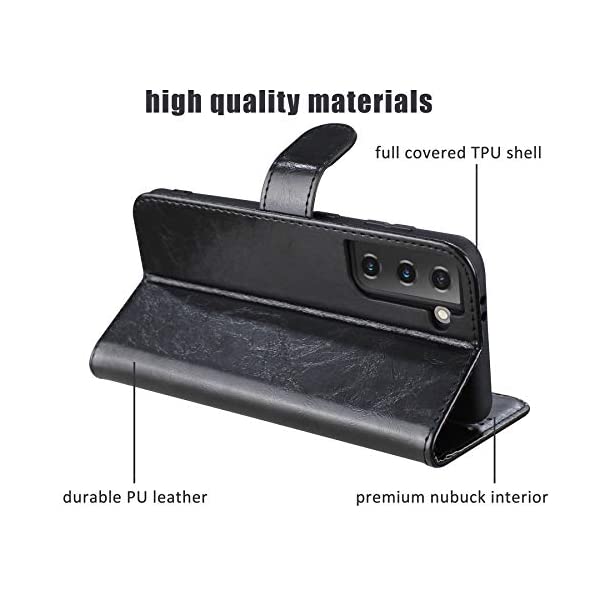 high quality materials
full covered TPU shell
durable PU leather
premium nubuck interior